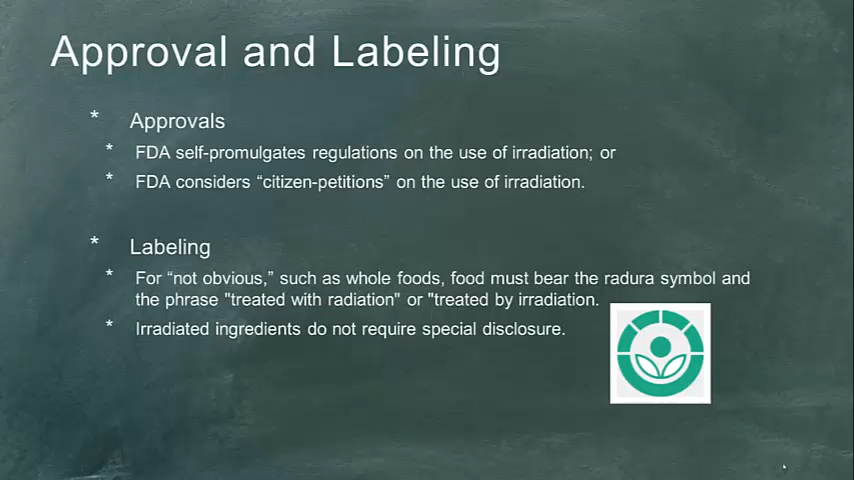 Approval and Labeling
* Approvals
* FDA self-promulgates regulations on the use of irradiation; or
* FDA considers “citizen-petitions” on the use of irradiation.
* Labeling
* For “not obvious,” such as whole foods, food must bear the radura symbol and
the phrase "treated with radiation" or "treated by irradiation.
* Irradiated ingredients do not require special disclosure.